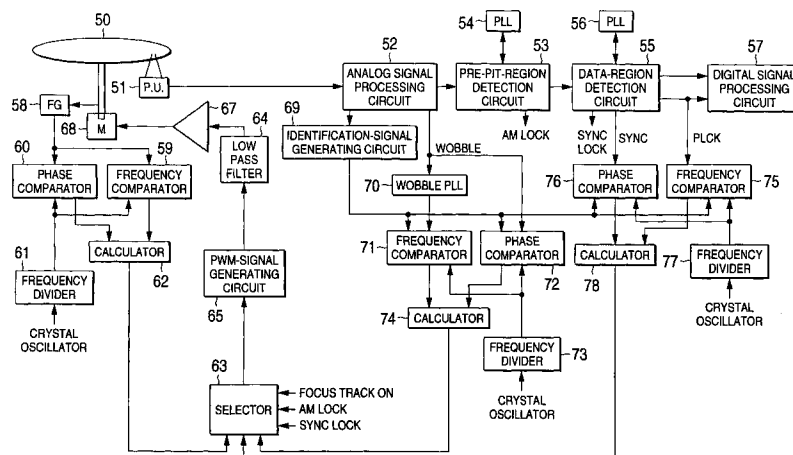 50
51
P.U.
52
ANALOG SIGNAL
PROCESSING
CIRCUIT
54
PLL
53
PRE-PIT-REGION
DETECTION
CIRCUIT
AM LOCK
56
PLL
55
DATA-REGION
DETECTION
CIRCUIT
SYNC
LOCK
SYNC
PLCK
57
DIGITAL SIGNAL
PROCESSING
CIRCUIT
58
FG
68
M
67
64
LOW
PASS
FILTER
69
IDENTIFICATION-SIGNAL
GENERATING CIRCUIT
WOBBLE
60
PHASE
COMPARATOR
59
FREQUENCY
COMPARATOR
70
WOBBLE PLL
76
PHASE
COMPARATOR
FREQUENCY
COMPARATOR
75
61
FREQUENCY
DIVIDER
CRYSTAL
OSCILLATOR
CALCULATOR
62
PWM-SIGNAL
GENERATING
CIRCUIT
65
71
FREQUENCY
COMPARATOR
PHASE
COMPARATOR
72
74
CALCULATOR
FREQUENCY
DIVIDER
73
CRYSTAL
OSCILLATOR
CALCULATOR
78
77
FREQUENCY
DIVIDER
CRYSTAL
OSCILLATOR
63
SELECTOR
FOCUS TRACK ON
AM LOCK
SYNC LOCK